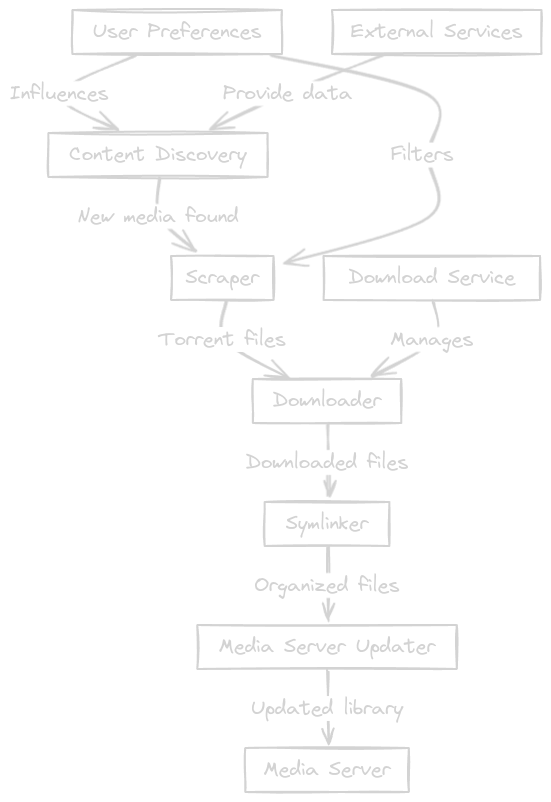 User Preferences
External Services
Influences
Provide data
Content Discovery
Filters
New media found
Scraper
Download Service
Torrent files
Manages
Downloader
Downloaded files
Symlinker
Organized files
Media Server Updater
Updated library
Media Server